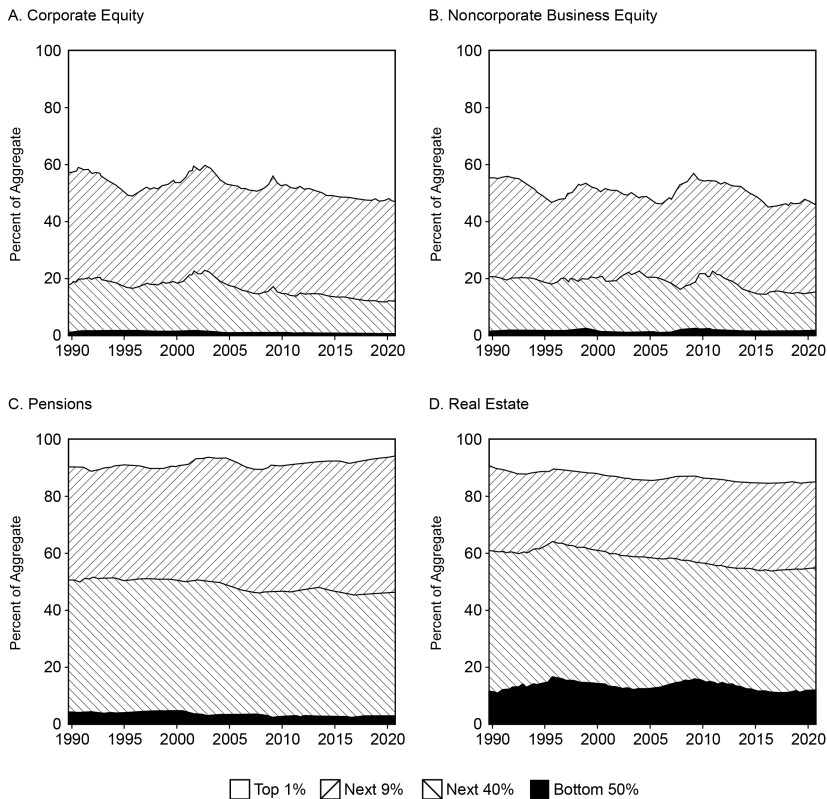 A. Corporate Equity
Percent of Aggregate
100
80
60
40
20
0
1990 1995 2000 2005 2010 2015 2020
B. Noncorporate Business Equity
Percent of Aggregate
100
80
60
40
20
0
1990 1995 2000 2005 2010 2015 2020
C. Pensions
Percent of Aggregate
100
80
60
40
20
0
1990 1995 2000 2005 2010 2015 2020
D. Real Estate
Percent of Aggregate
100
80
60
40
20
0
1990 1995 2000 2005 2010 2015 2020
Top 1% Next 9% Next 40% Bottom 50%